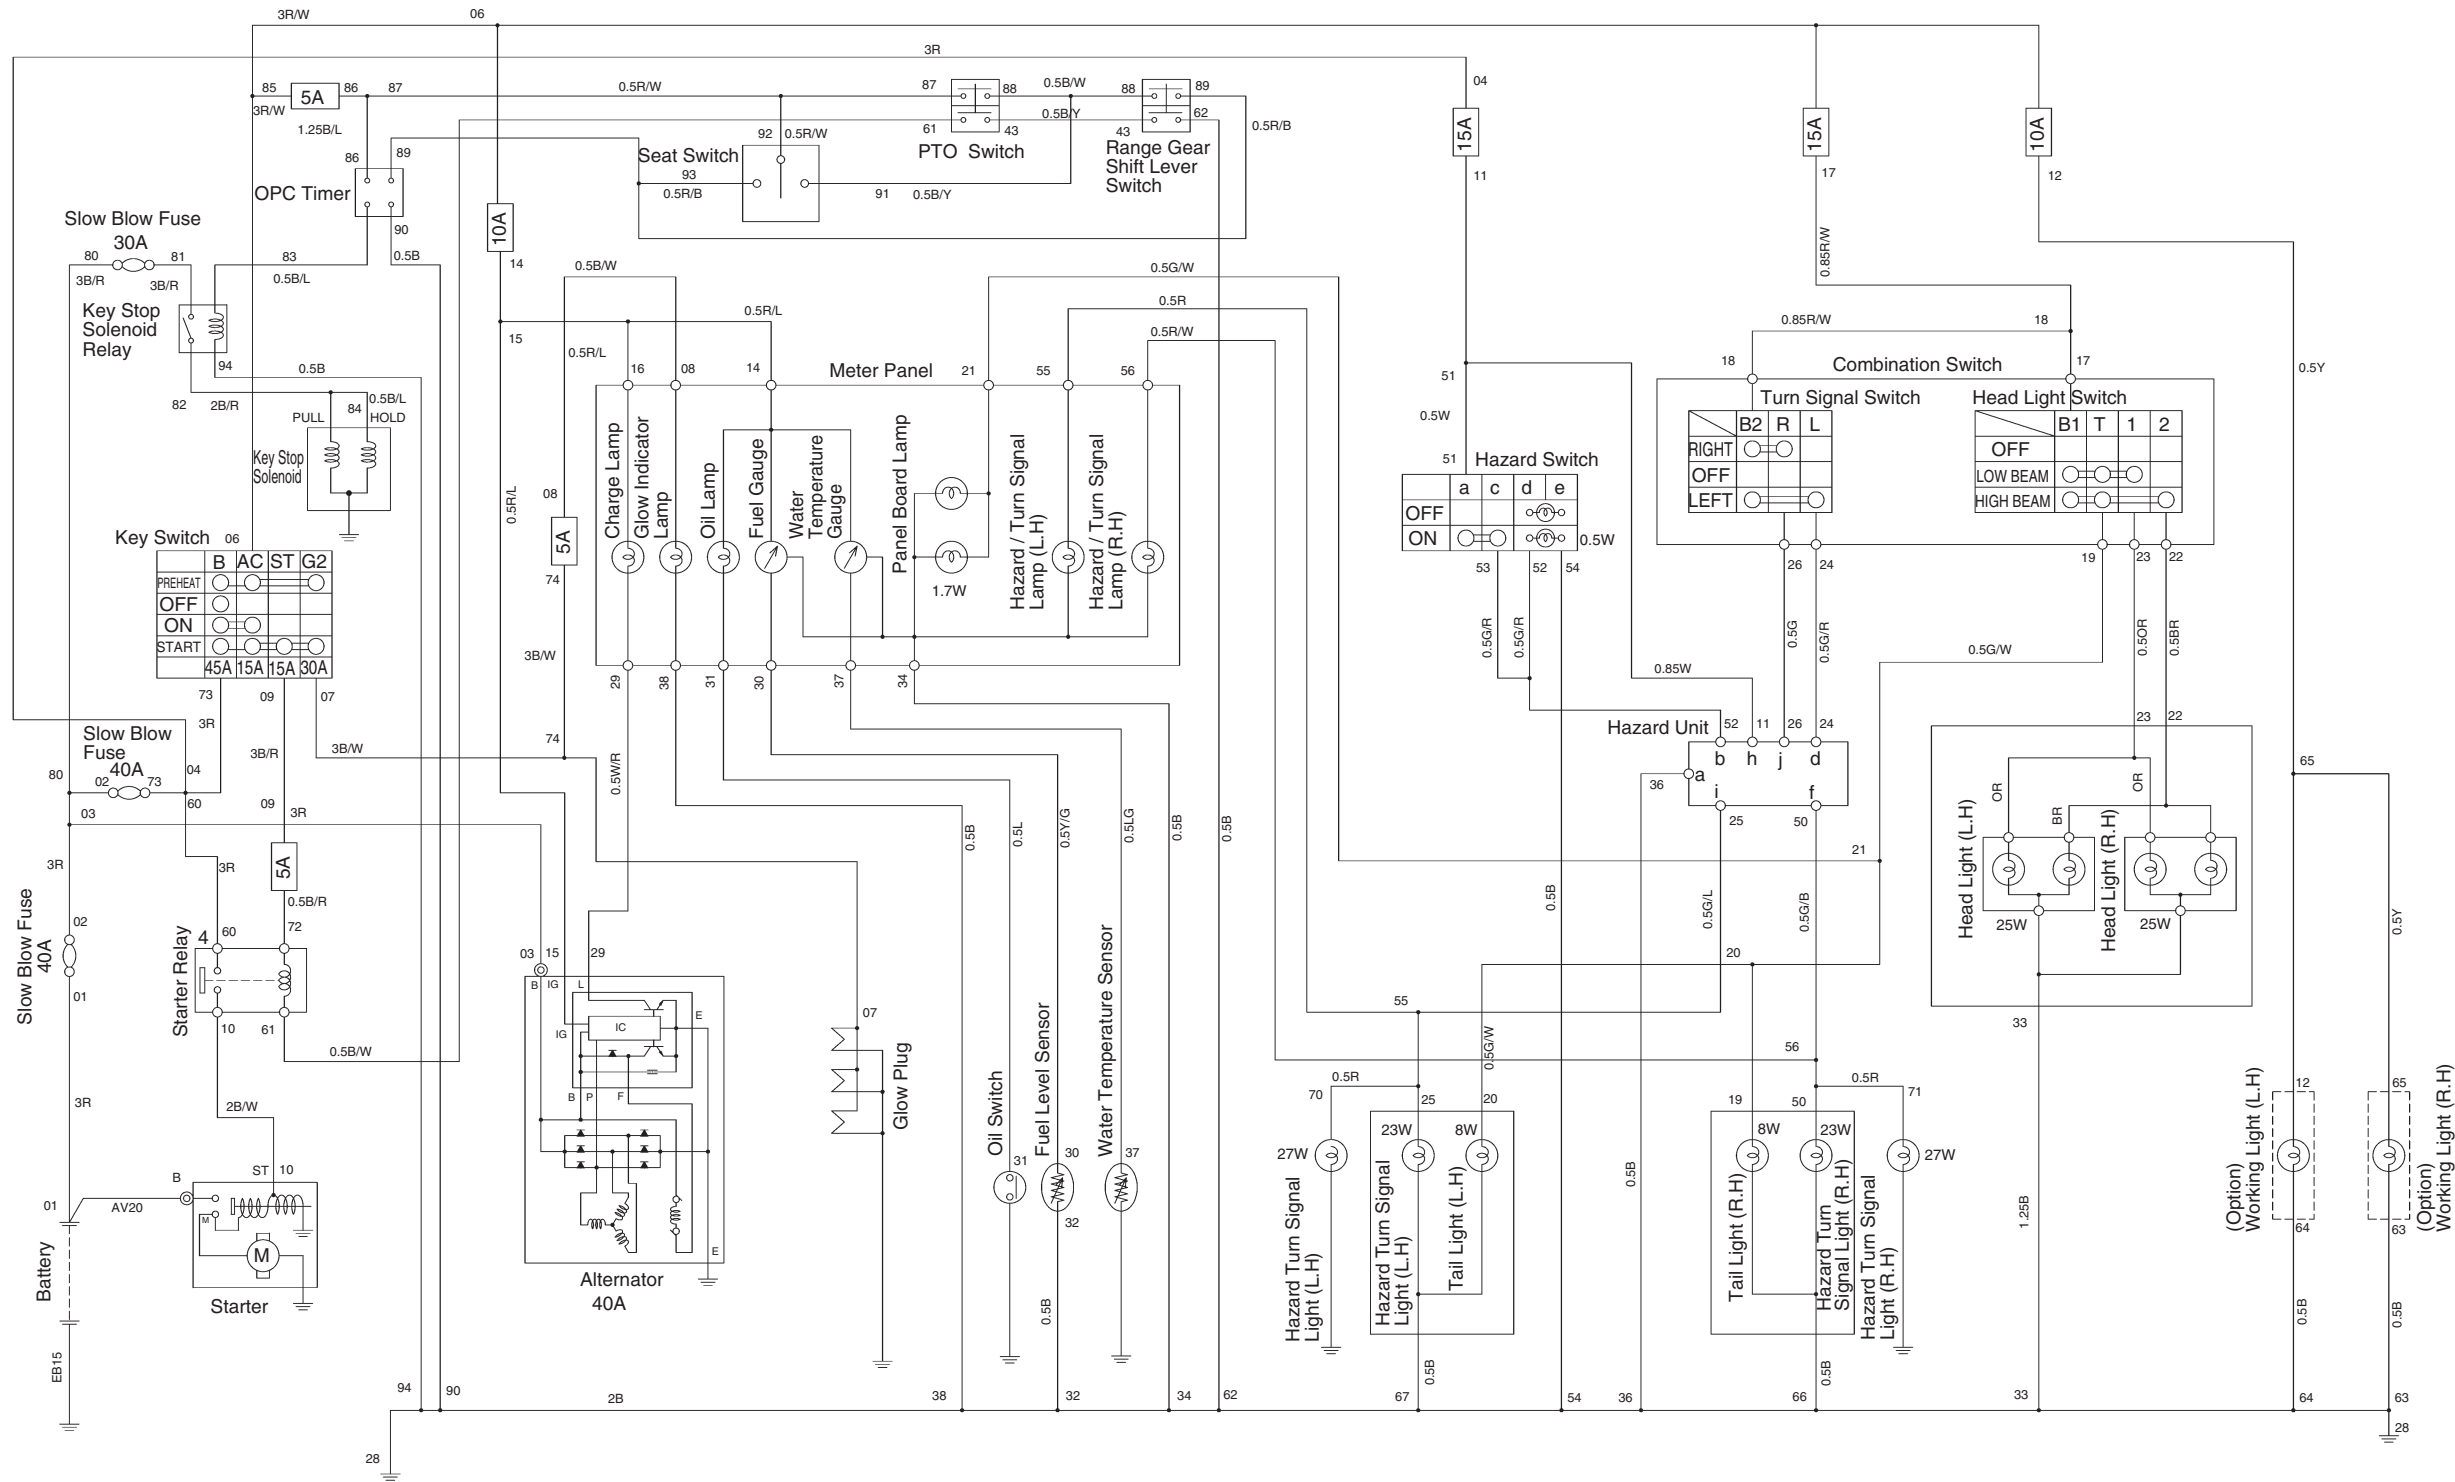 3R/W
06
3R
04
85
5A
86
87
0.5R/W
87
88
0.5B/W
88
89
3R/W
1.25B/L
61
43
0.5B/Y
43
62
0.5R/B
92
0.5R/W
PTO Switch
Range Gear
Shift Lever
Switch
15A
15A
10A
11
17
12
86
89
OPC Timer
90
0.5B
Seat Switch
93
0.5R/B
91
0.5B/Y
10A
14
Slow Blow Fuse
30A
80
81
3B/R
3B/R
83
0.5B/L
Key Stop
Solenoid
Relay
94
0.5B
82
2B/R
84
0.5B/L
PULL
HOLD
Key Stop
Solenoid
0.5B/W
0.5R/L
15
0.5R/L
0.5R/L
08
5A
74
3B/W
74
0.5G/W
0.5R
0.5R/W
0.85R/W
0.85R/W
18
0.5Y
Meter Panel
16
08
14
21
55
56
Charge Lamp
Glow Indicator
Lamp
Oil Lamp
Fuel Gauge
Water
Temperature
Gauge
Panel Board Lamp
1.7W
Hazard / Turn Signal
Lamp (L.H)
Hazard / Turn Signal
Lamp (R.H)
29
38
31
30
37
34
51
0.5W
51
Hazard Switch
a c d e
OFF
ON
0.5W
53
52
54
0.5G/R
0.5G/R
18
Combination Switch
17
Turn Signal Switch
B2 R L
RIGHT
OFF
LEFT
Head Light Switch
B1 T 1 2
OFF
LOW BEAM
HIGH BEAM
26
24
19
23
22
0.5G
0.5G/R
0.5OR
0.5BR
0.5G/W
0.85W
Key Switch
06
B AC ST G2
PREHEAT
OFF
ON
START
45A 15A 15A 30A
73
09
07
3R
3B/R
3B/W
Slow Blow
Fuse
40A
80
02
73
04
60
03
09
3R
3R
3R
5A
0.5B/R
72
Slow Blow Fuse
40A
02
01
3R
Starter Relay
4
60
10
61
0.5B/W
2B/W
B
ST
10
01
AV20
M
M
Battery
Starter
EB15
0.5W/R
03
15
29
B
IG
L
E
IC
IG
B
P
F
E
Alternator
40A
07
Glow Plug
0.5B
0.5L
0.5Y/G
0.5LG
0.5B
0.5B
Oil Switch
31
Fuel Level Sensor
30
32
Water Temperature Sensor
37
0.5B
Hazard Unit
52
11
26
24
b
h
j
d
a
i
f
36
25
50
21
0.5B
0.5G/L
0.5G/B
20
55
0.5G/W
56
0.5R
0.5R
70
71
25
20
19
50
27W
23W
8W
8W
23W
27W
Hazard Turn Signal
Light (L.H)
Hazard Turn Signal
Light (L.H)
Tail Light (L.H)
Tail Light (R.H)
Hazard Turn
Signal Light (R.H)
Hazard Turn Signal
Light (R.H)
0.5B
0.5B
0.5B
23
22
OR
OR
BR
Head Light (L.H)
Head Light (R.H)
25W
25W
33
1.25B
65
0.5Y
12
65
(Option)
Working Light (L.H)
(Option)
Working Light (R.H)
64
63
0.5B
0.5B
94
90
2B
38
32
34
62
67
54
36
66
33
64
63
28
28